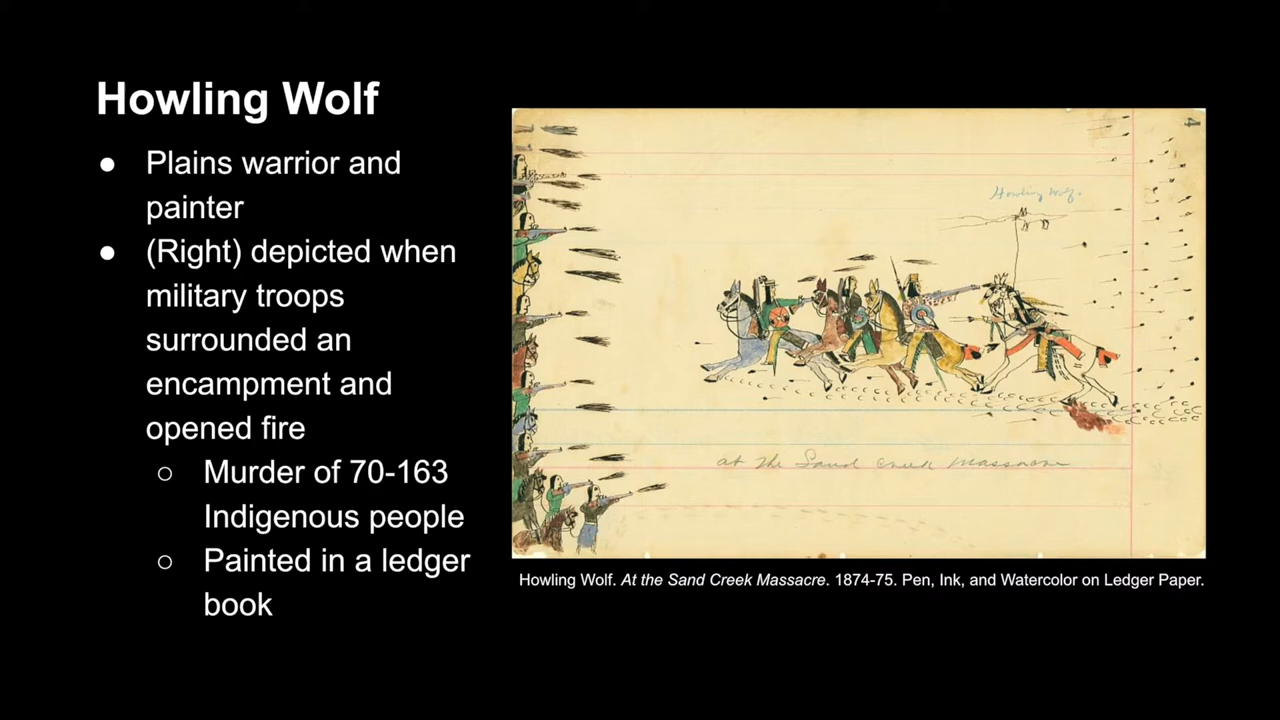 Howling Wolf
● Plains warrior and
painter
● (Right) depicted when
military troops
surrounded an
encampment and
opened fire
○ Murder of 70-163
Indigenous people
○ Painted in a ledger
book
4
Howling Wolf.
at the Sand Creek Massacre
Howling Wolf. At the Sand Creek Massacre. 1874-75. Pen, Ink, and Watercolor on Ledger Paper.